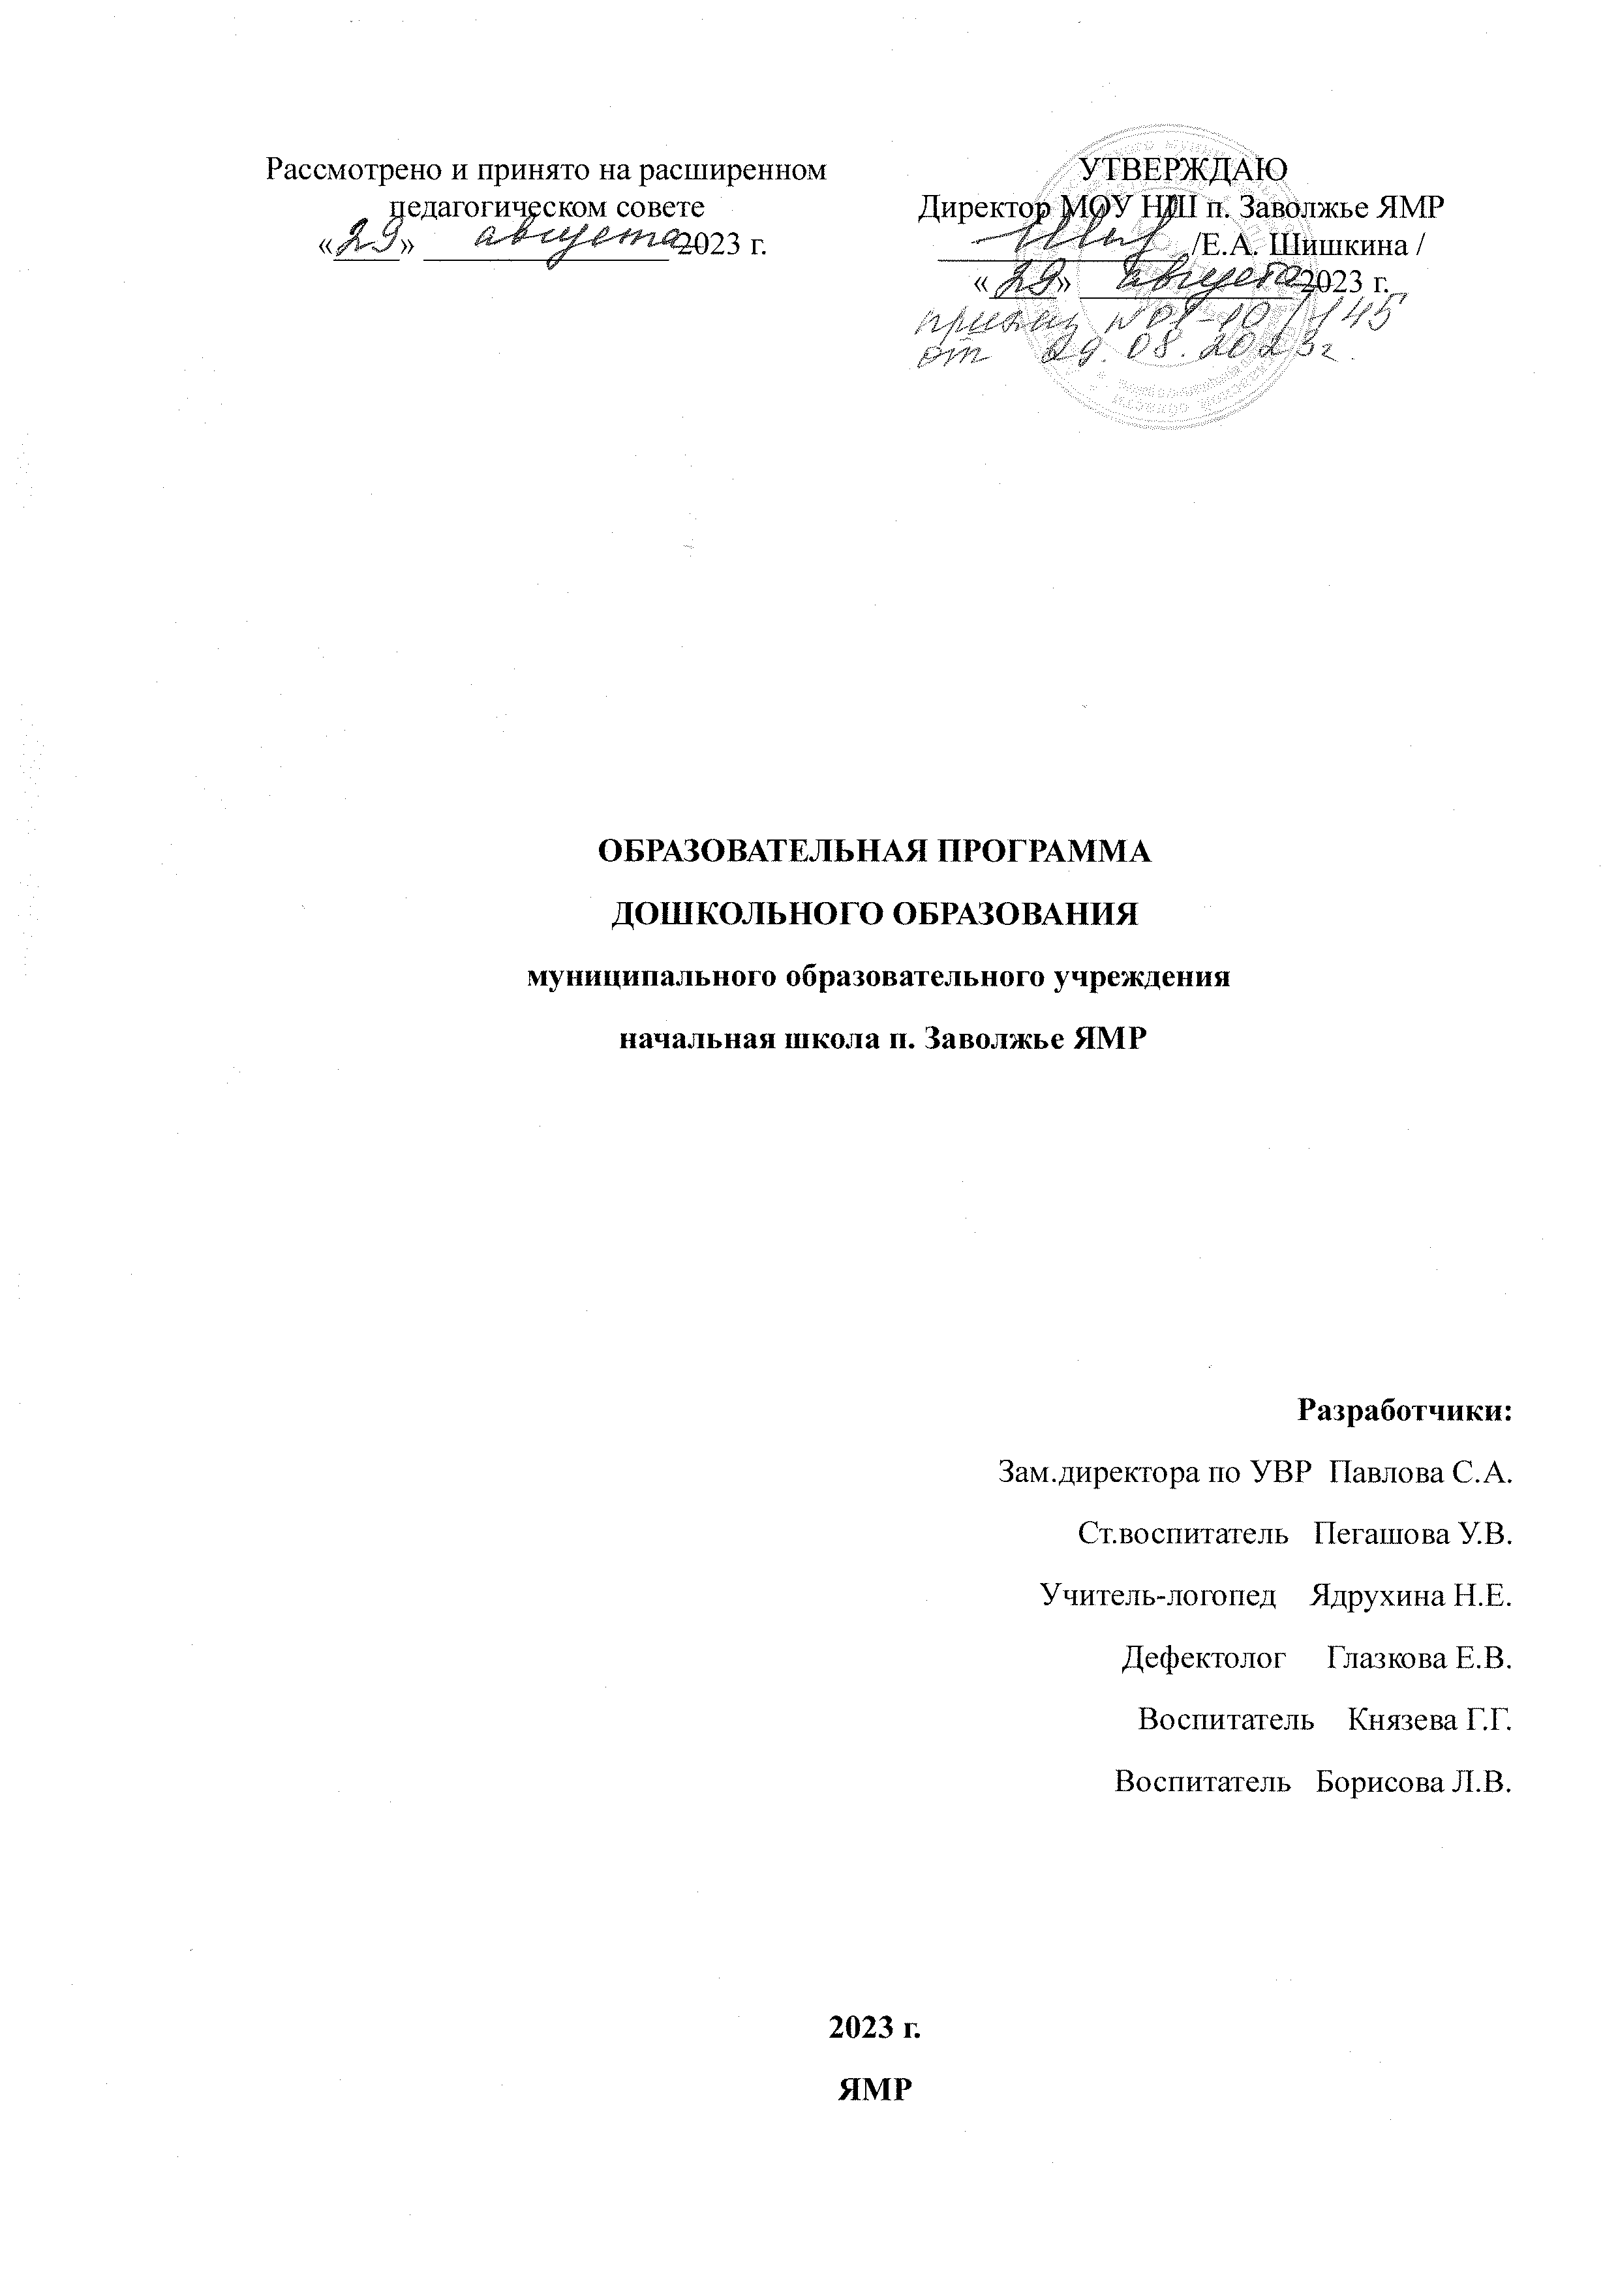 Рассмотрено и принято на расширенном
педагогическом совете
«29» августа 2023 г.
УТВЕРЖДАЮ
Директор МОУ НШ п. Заволжье ЯМР
/Е.А. Шишкина /
«29» августа 2023 г.
приказ №01-10/145
от 29.08.2023г.
ОБРАЗОВАТЕЛЬНАЯ ПРОГРАММА
ДОШКОЛЬНОГО ОБРАЗОВАНИЯ
муниципального образовательного учреждения
начальная школа п. Заволжье ЯМР
Разработчики:
Зам.директора по УВР Павлова С.А.
Ст.воспитатель Пегашова У.В.
Учитель-логопед Ядрухина Н.Е.
Дефектолог Глазкова Е.В.
Воспитатель Князева Г.Г.
Воспитатель Борисова Л.В.
2023 г.
ЯМР